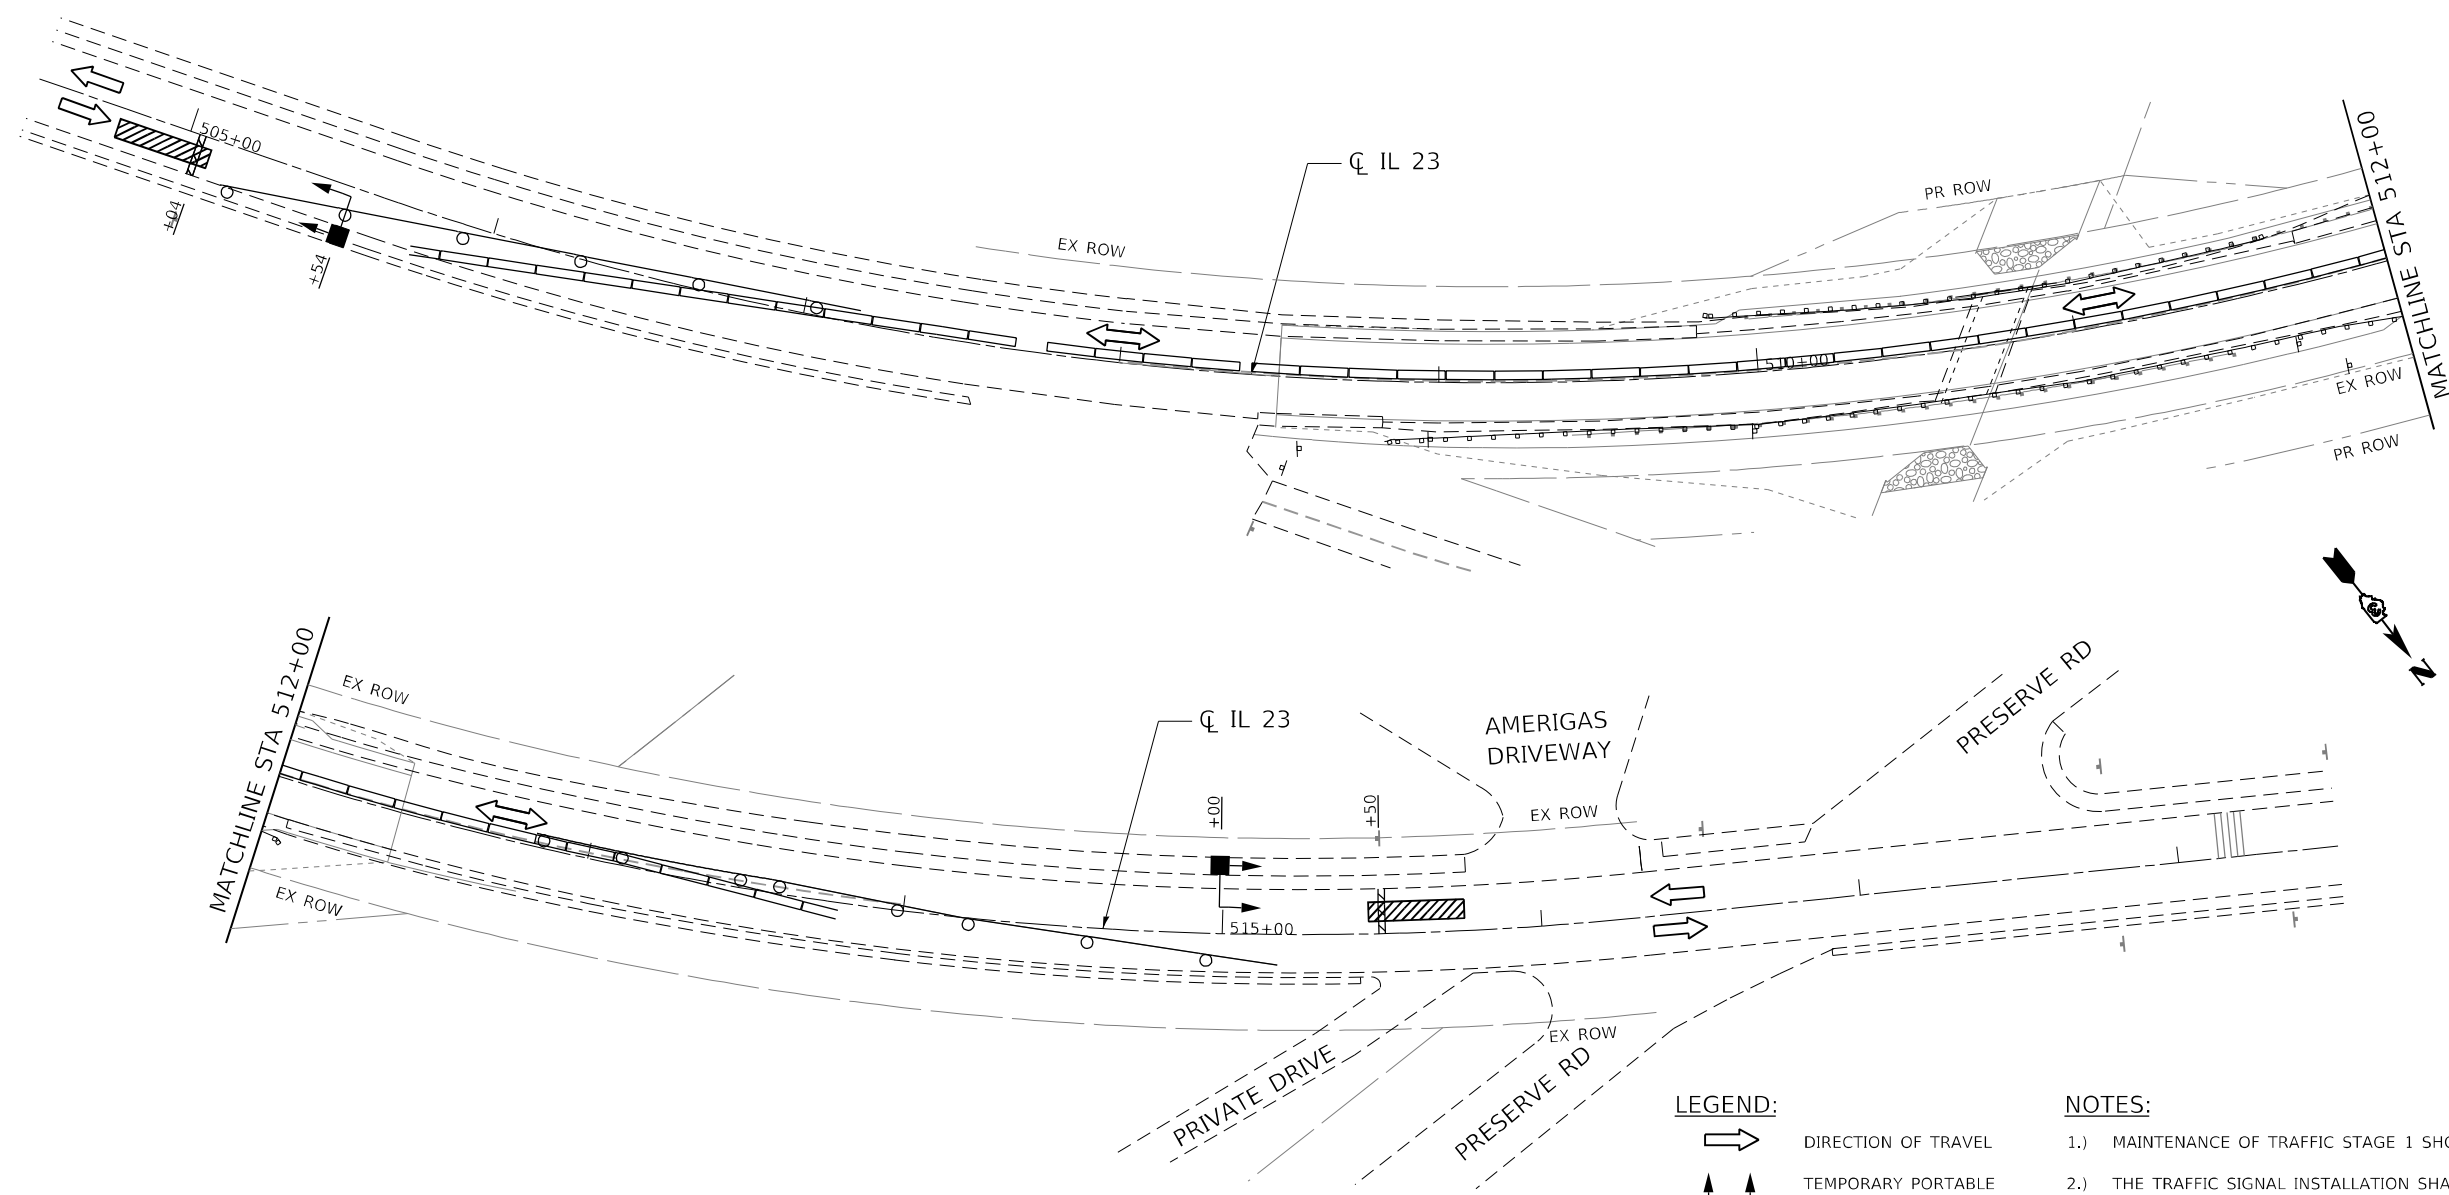 505+00
+04
+54
℄ IL 23
EX ROW
PR ROW
510+00
MATCHLINE STA 512+00
EX ROW
PR ROW
N
MATCHLINE STA 512+00
EX ROW
EX ROW
℄ IL 23
+00
515+00
+50
AMERIGAS
DRIVEWAY
EX ROW
PRESERVE RD
PRIVATE DRIVE
EX ROW
PRESERVE RD
LEGEND:
DIRECTION OF TRAVEL
TEMPORARY PORTABLE
NOTES:
1.) MAINTENANCE OF TRAFFIC STAGE 1 SHO
2.) THE TRAFFIC SIGNAL INSTALLATION SHA